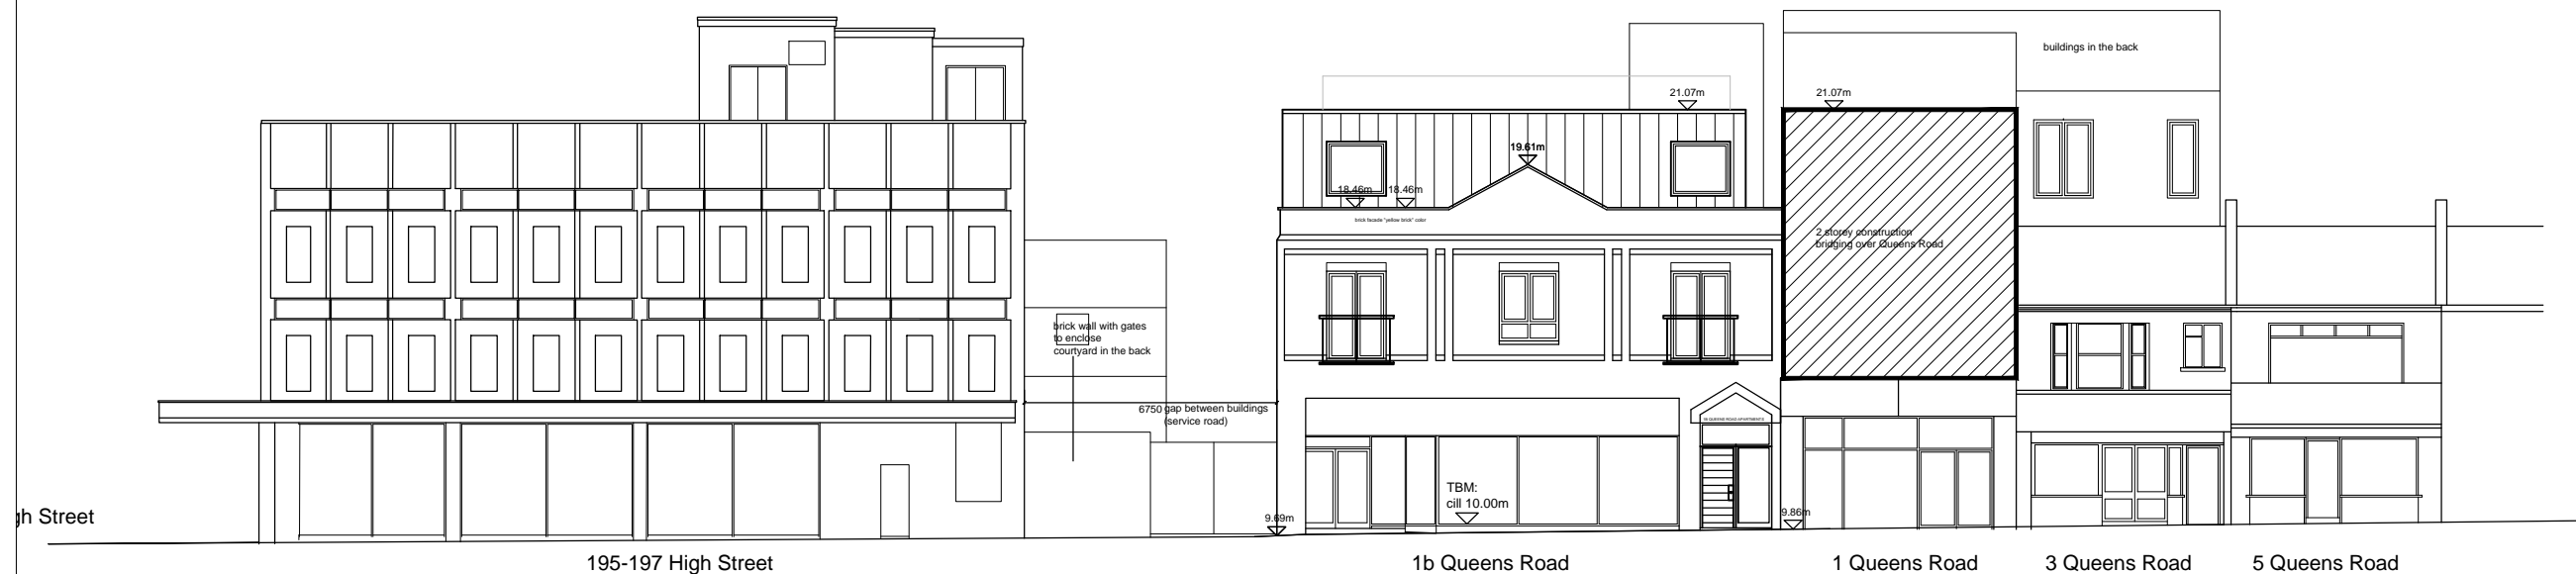 buildings in the back
21.07m
21.07m
19.61m
18.46m
18.46m
brick facade "yellow brick" color
2 storey construction
bridging over Queens Road
brick wall with gates
to enclose
courtyard in the back
6750 gap between buildings
(service road)
TBM:
cill 10.00m
9.69m
9.86m
gh Street
195-197 High Street
1b Queens Road
1 Queens Road
3 Queens Road
5 Queens Road